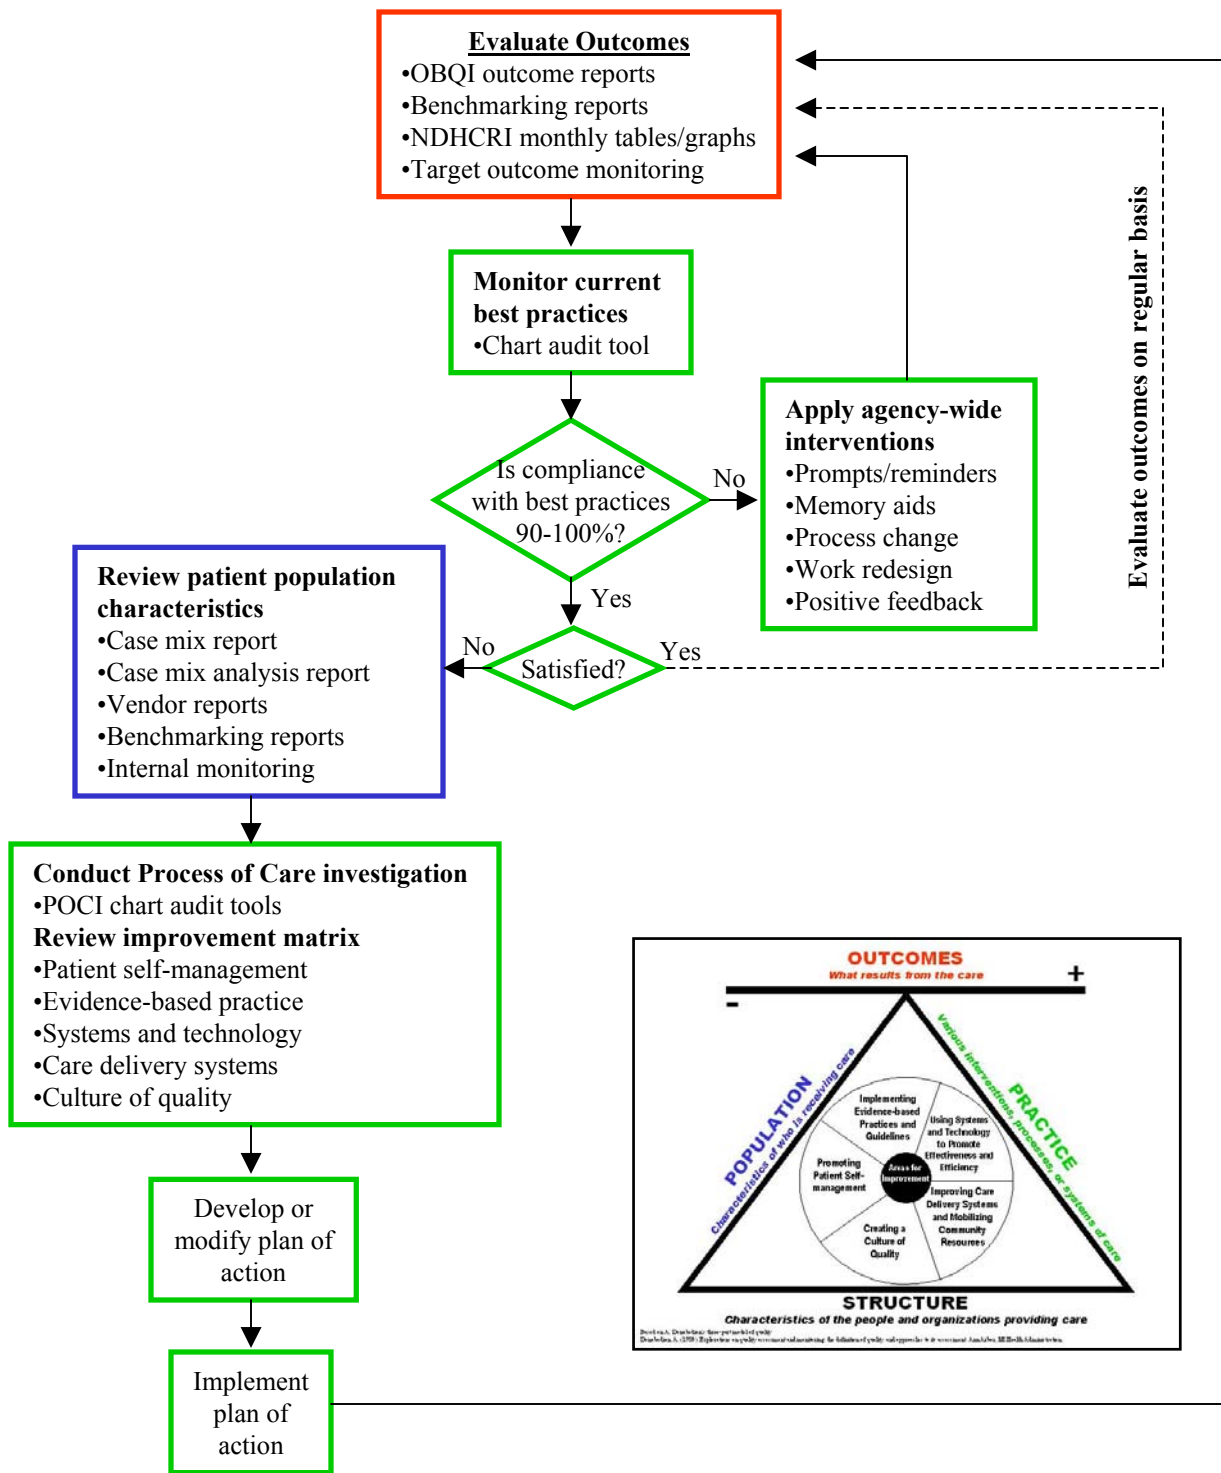 Evaluate Outcomes
•OBQI outcome reports
•Benchmarking reports
•NDHCRI monthly tables/graphs
•Target outcome monitoring
Monitor current
best practices
•Chart audit tool
Is compliance
with best practices
90-100%?
No
Yes
Apply agency-wide
interventions
•Prompts/reminders
•Memory aids
•Process change
•Work redesign
•Positive feedback
Evaluate outcomes on regular basis
Satisfied?
No
Yes
Review patient population
characteristics
•Case mix report
•Case mix analysis report
•Vendor reports
•Benchmarking reports
•Internal monitoring
Conduct Process of Care investigation
•POCI chart audit tools
Review improvement matrix
•Patient self-management
•Evidence-based practice
•Systems and technology
•Care delivery systems
•Culture of quality
Develop or
modify plan of
action
Implement
plan of
action
OUTCOMES
What results from the care
-
+
POPULATION
Characteristics of who is receiving care
PRACTICE
Various interventions, processes, or systems of care
Implementing
Evidence-based
Practices and
Guidelines
Using Systems
and Technology
to Promote
Effectiveness and
Efficiency
Promoting
Patient Self-
management
Areas for
Improvement
Improving Care
Delivery Systems
and Mobilizing
Community
Resources
Creating a
Culture of
Quality
STRUCTURE
Characteristics of the people and organizations providing care